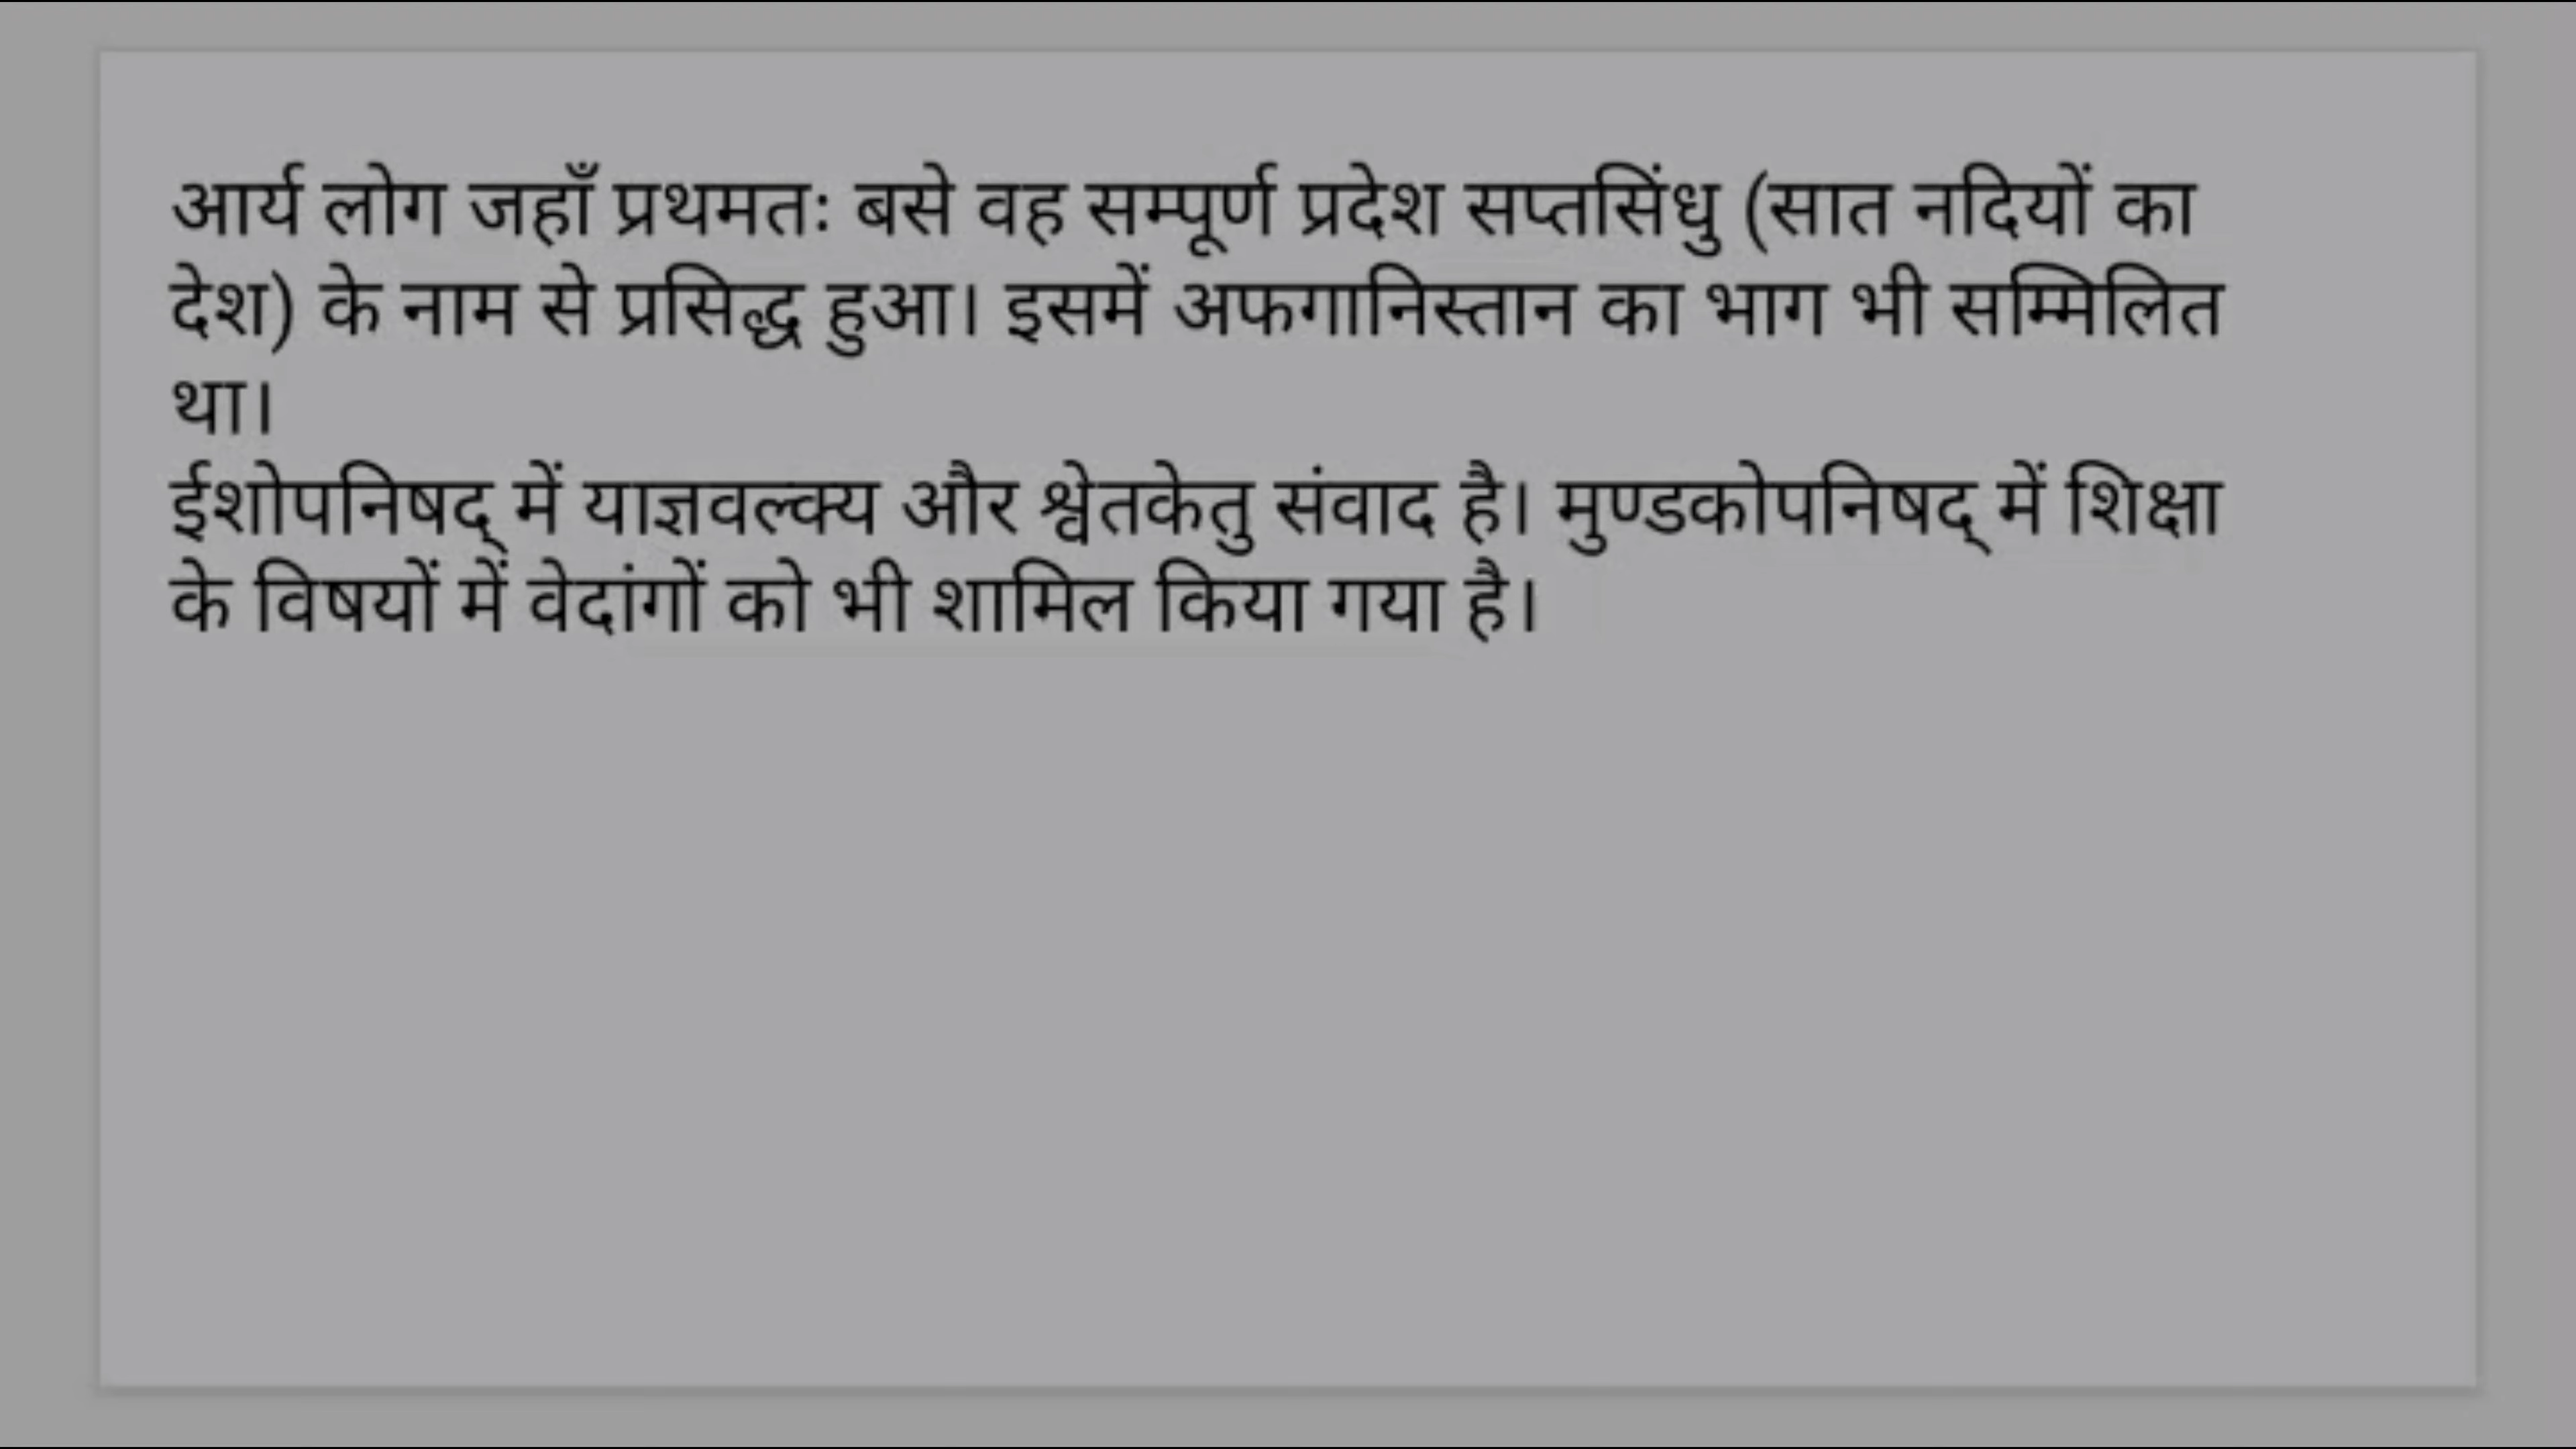 आर्य लोग जहाँ प्रथमतः बसे वह सम्पूर्ण प्रदेश सप्तसिंधु (सात नदियों का
देश) के नाम से प्रसिद्ध हुआ। इसमें अफगानिस्तान का भाग भी सम्मिलित
था।
ईशोपनिषद् में याज्ञवल्क्य और श्वेतकेतु संवाद है। मुण्डकोपनिषद् में शिक्षा
के विषयों में वेदांगों को भी शामिल किया गया है।